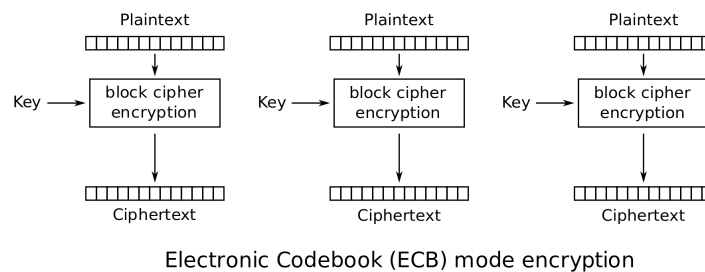 Plaintext Plaintext Plaintext
Key block cipher encryption Key block cipher encryption Key block cipher encryption
Ciphertext Ciphertext Ciphertext
Electronic Codebook (ECB) mode encryption